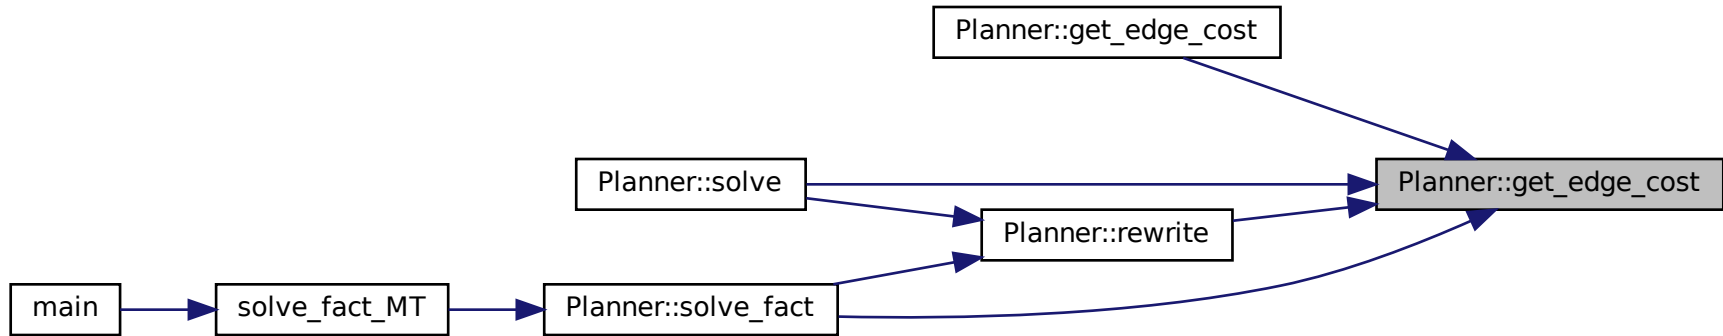 Planner::get_edge_cost
Planner::solve
Planner::get_edge_cost
Planner::rewrite
main
solve_fact_MT
Planner::solve_fact